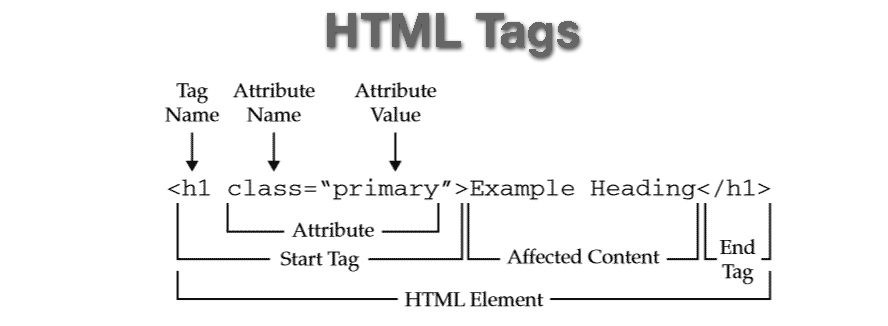 HTML Tags
Tag Name
Attribute Name
Attribute Value
<h1 class=“primary”>Example Heading</h1>
Attribute
Start Tag
Affected Content
End Tag
HTML Element